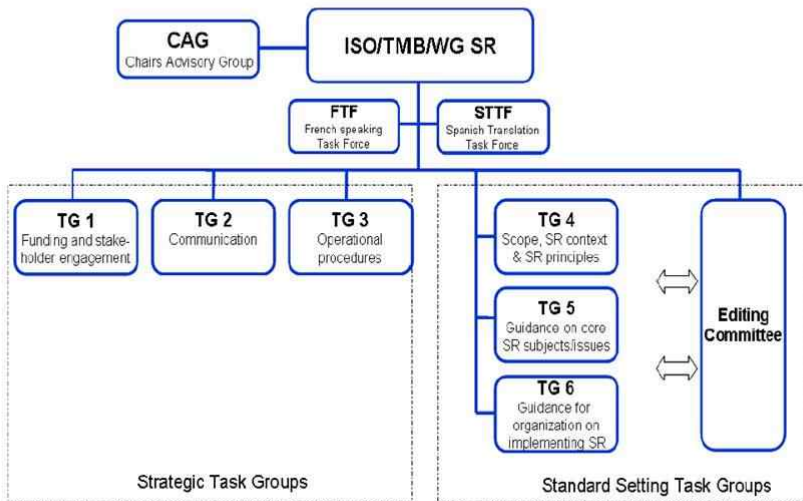 CAG
Chairs Advisory Group
ISO/TMB/WG SR
FTF
French speaking
Task Force
STTF
Spanish Translation
Task Force
TG 1
Funding and stake-
holder engagement
TG 2
Communication
TG 3
Operational
procedures
Strategic Task Groups
TG 4
Scope, SR context
& SR principles
TG 5
Guidance on core
SR subjects/issues
TG 6
Guidance for
organization on
implementing SR
Editing
Committee
Standard Setting Task Groups